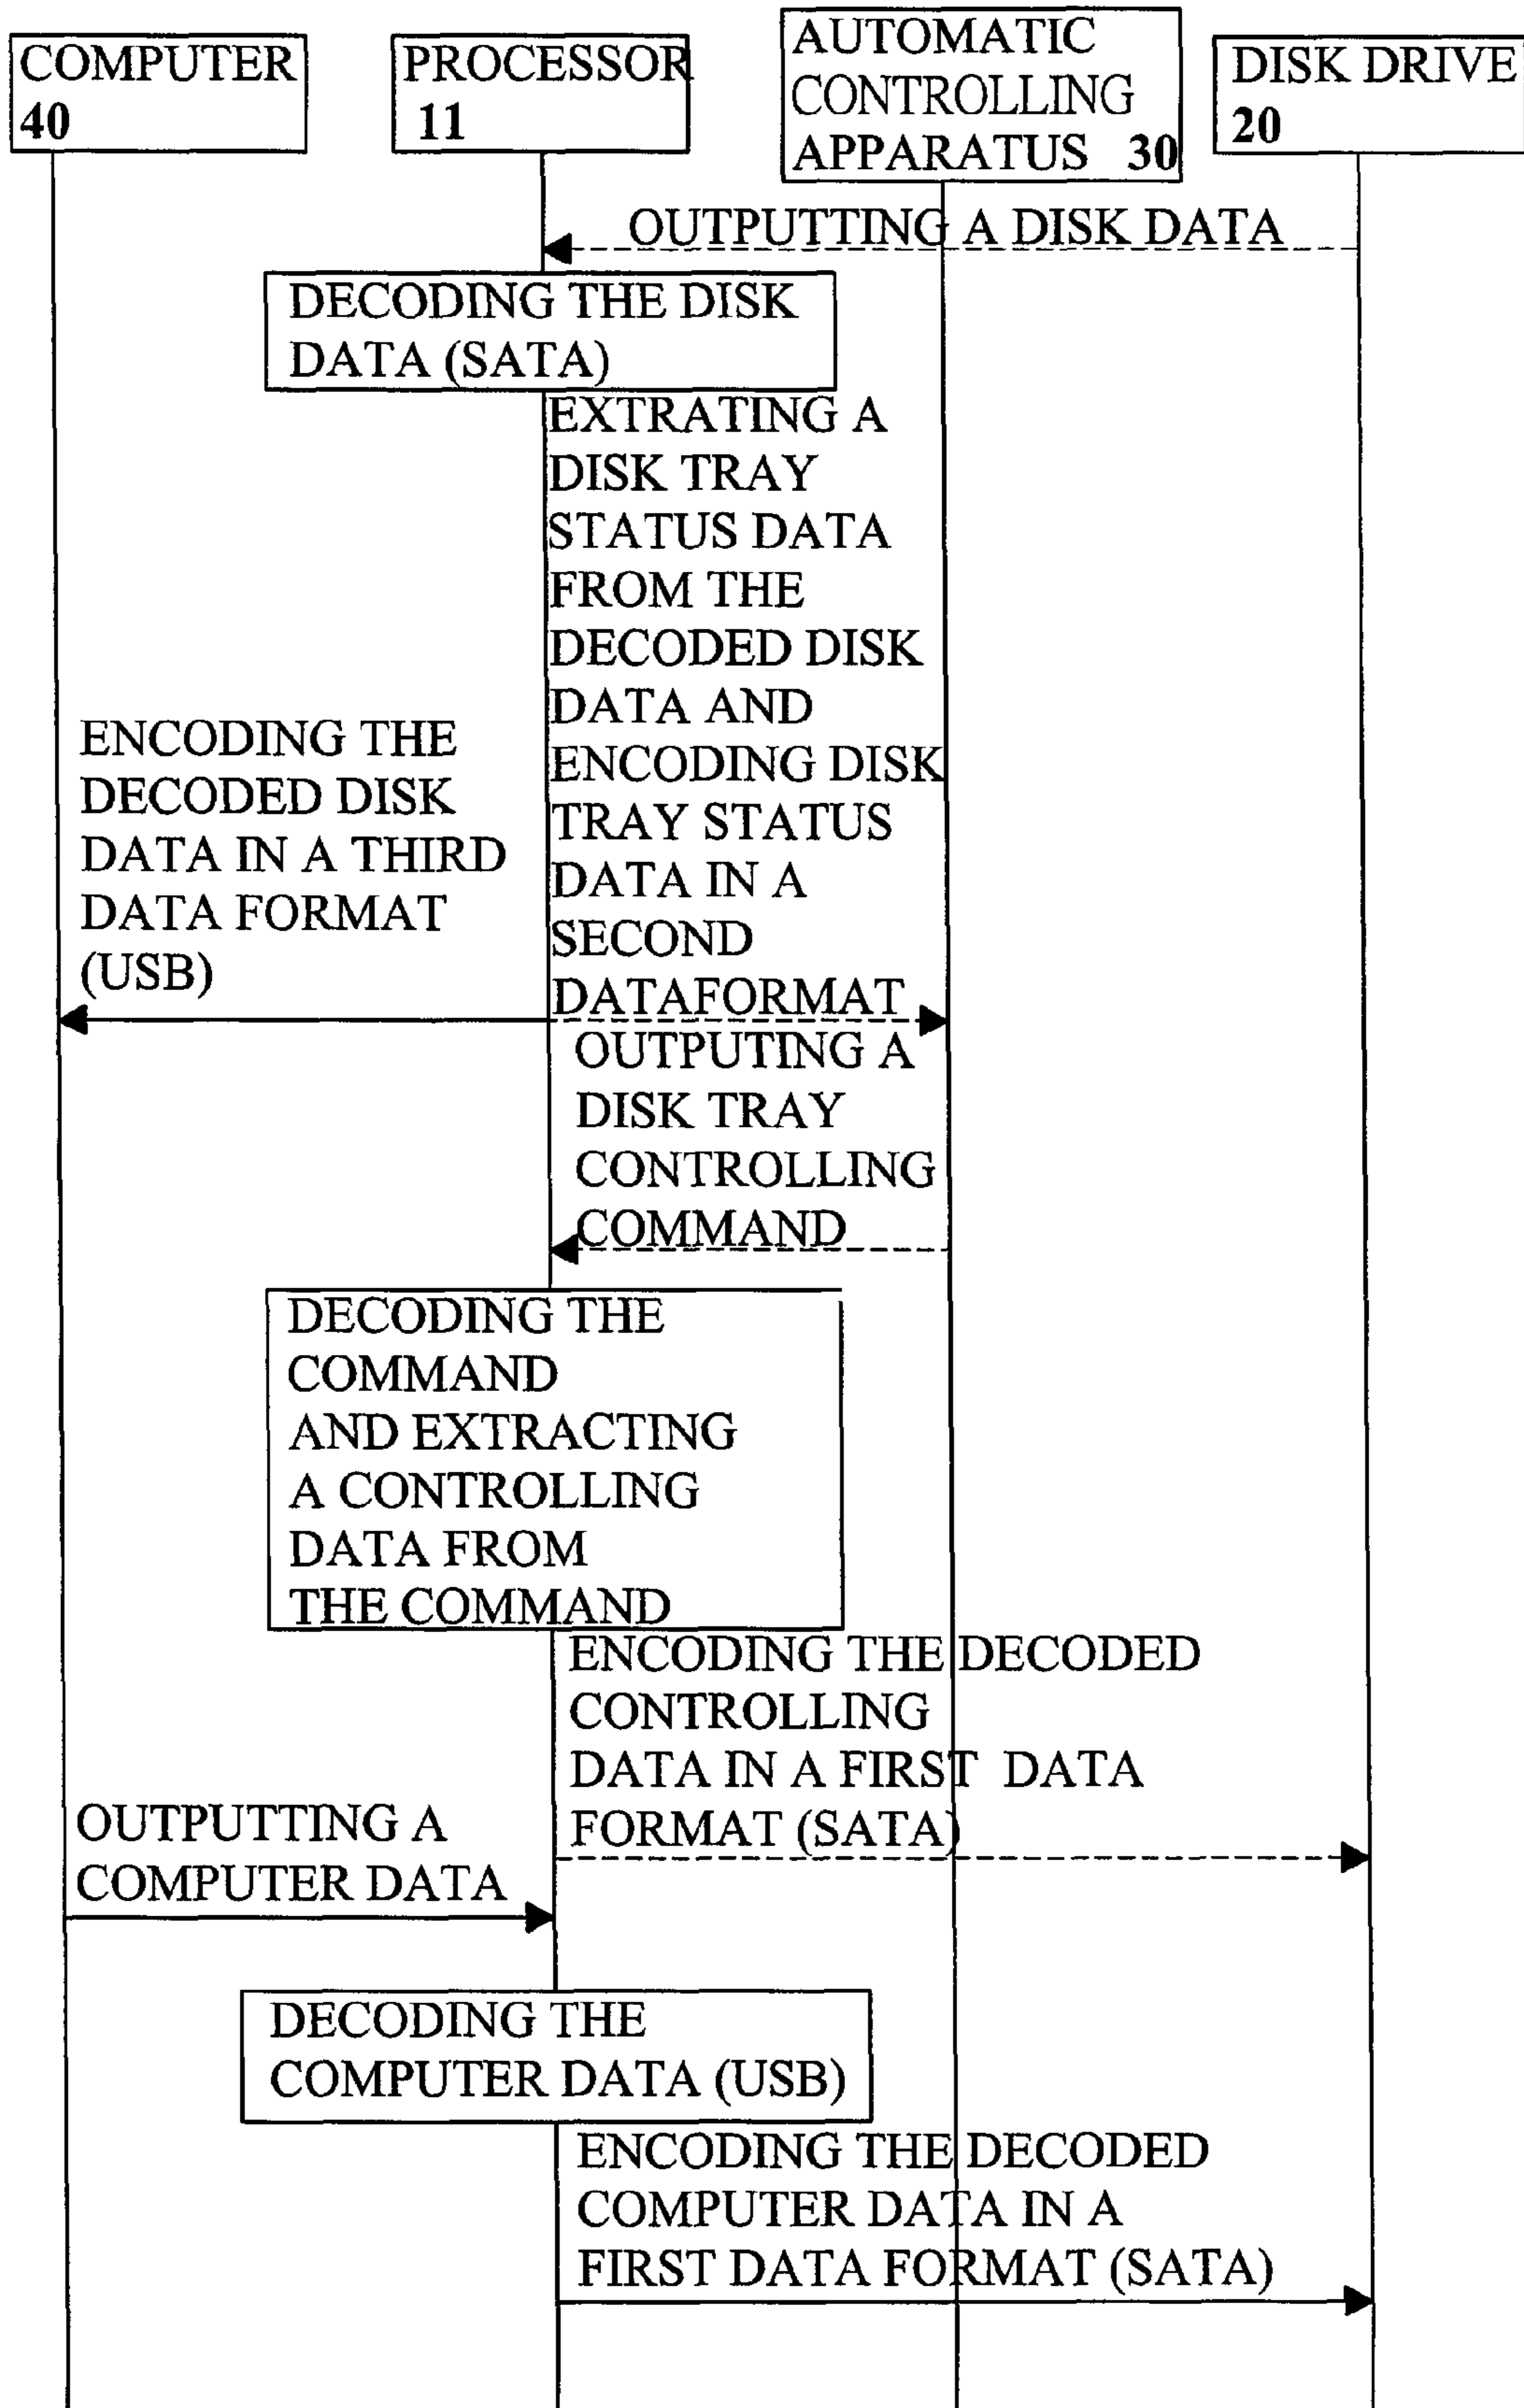 COMPUTER
40
PROCESSOR
11
AUTOMATIC
CONTROLLING
APPARATUS 30
DISK DRIVE
20
OUTPUTTING A DISK DATA
DECODING THE DISK
DATA (SATA)
EXTRATING A
DISK TRAY
STATUS DATA
FROM THE
DECODED DISK
DATA AND
ENCODING DISK
TRAY STATUS
DATA IN A
SECOND
DATAFORMAT
ENCODING THE
DECODED DISK
DATA IN A THIRD
DATA FORMAT
(USB)
OUTPUTING A
DISK TRAY
CONTROLLING
COMMAND
DECODING THE
COMMAND
AND EXTRACTING
A CONTROLLING
DATA FROM
THE COMMAND
ENCODING THE DECODED
CONTROLLING
DATA IN A FIRST DATA
FORMAT (SATA)
OUTPUTTING A
COMPUTER DATA
DECODING THE
COMPUTER DATA (USB)
ENCODING THE DECODED
COMPUTER DATA IN A
FIRST DATA FORMAT (SATA)